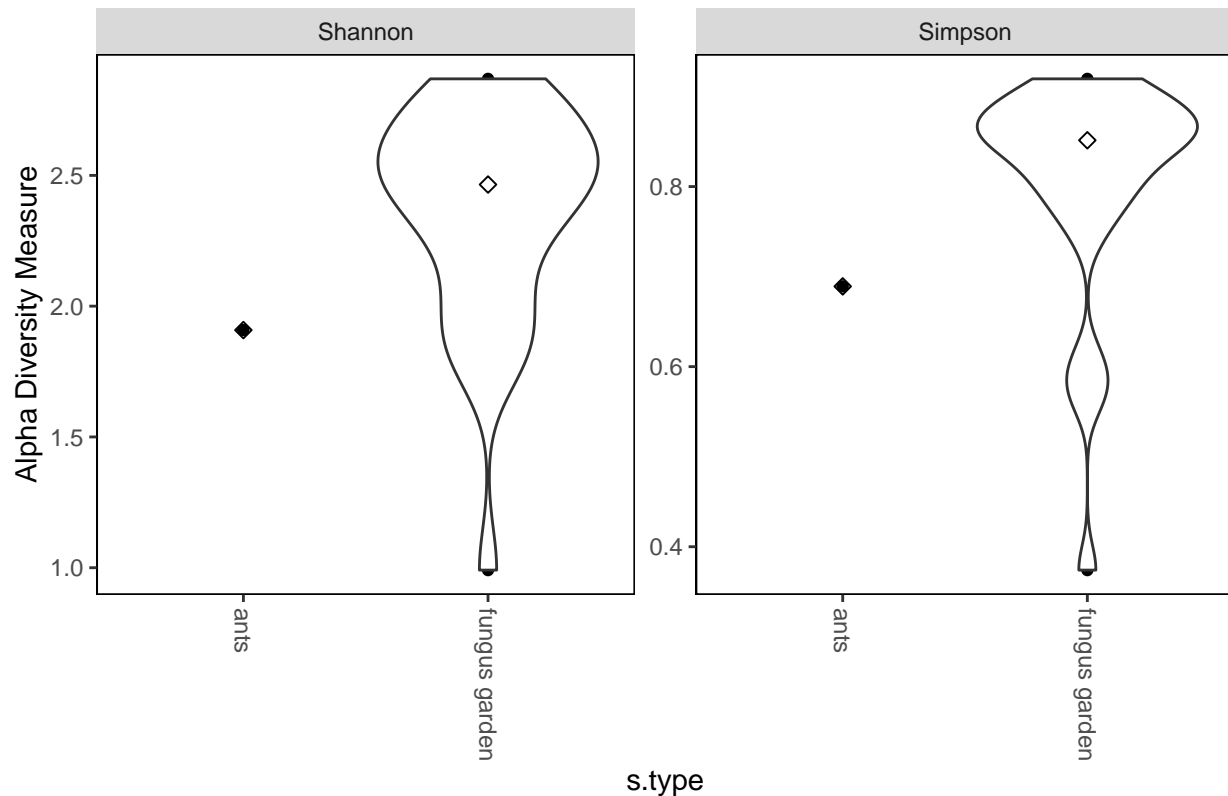 Shannon
Simpson
Alpha Diversity Measure
2.5
2.0
1.5
1.0
0.8
0.6
0.4
ants
fungus garden
ants
fungus garden
s.type